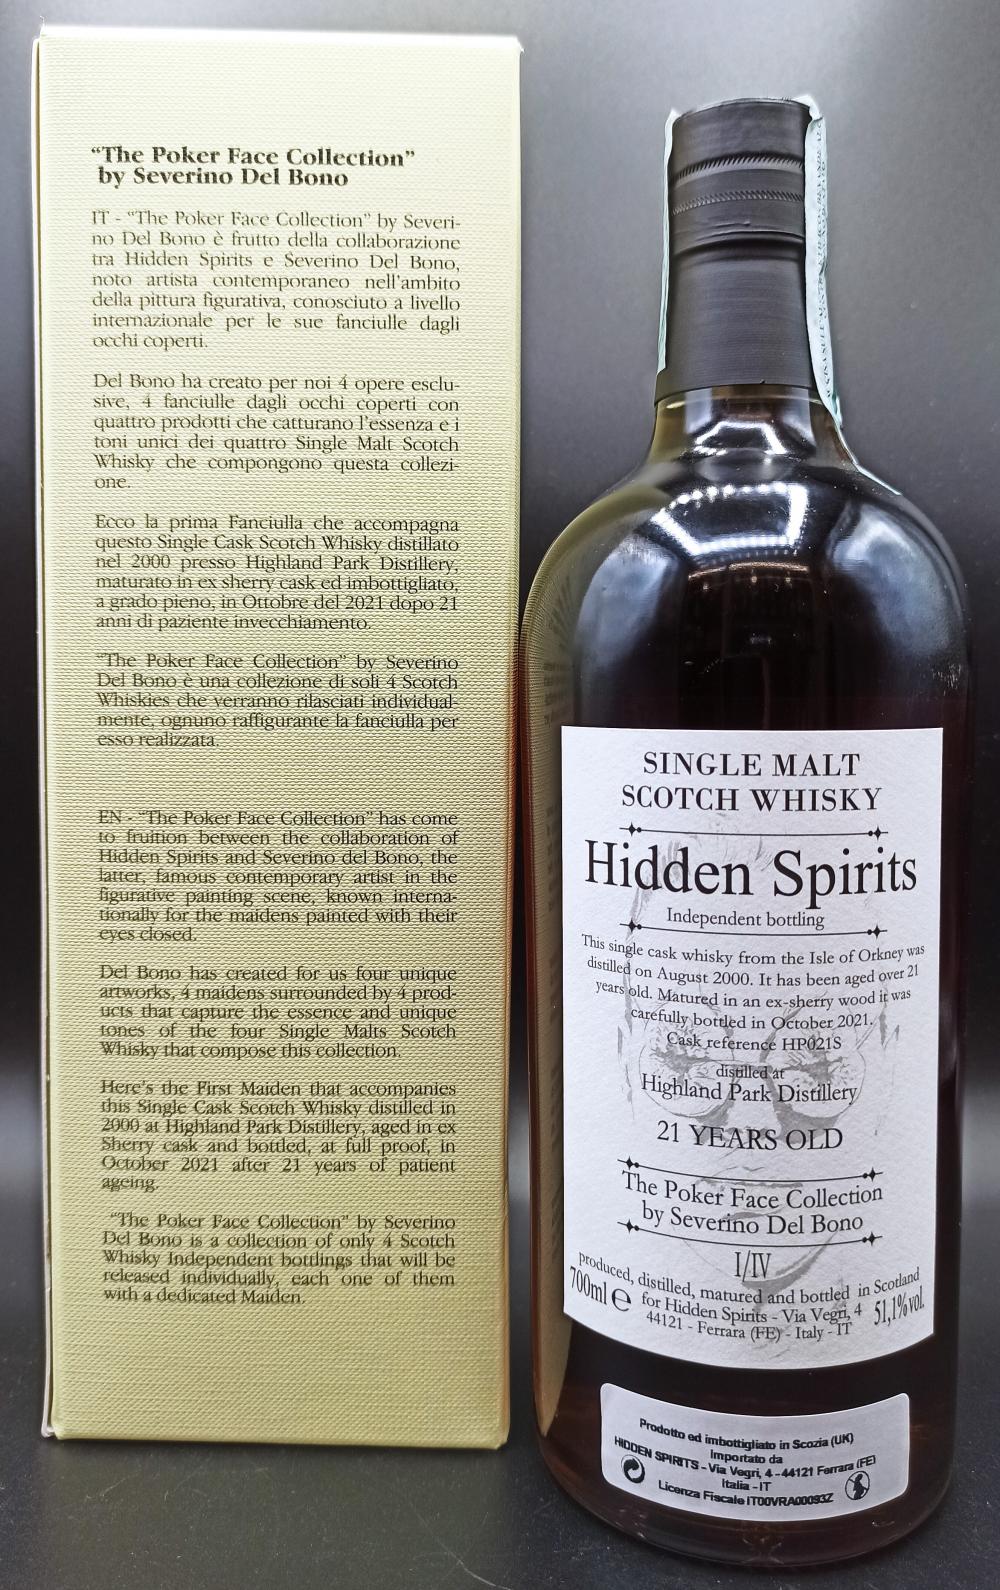 “The Poker Face Collection”
by Severino Del Bono
IT - “The Poker Face Collection” by Severi-
no Del Bono è frutto della collaborazione
tra Hidden Spirits e Severino Del Bono,
noto artista contemporaneo nell'ambito
della pittura figurativa, conosciuto a livello
internazionale per le sue fanciulle dagli
occhi coperti.
Del Bono ha creato per noi 4 opere esclu-
sive, 4 fanciulle dagli occhi coperti con
quattro prodotti che catturano l'essenza e i
toni unici dei quattro Single Malt Scotch
Whisky che compongono questa collezi-
one.
Ecco la prima Fanciulla che accompagna
questo Single Cask Scotch Whisky distillato
nel 2000 presso Highland Park Distillery,
maturato in ex sherry cask ed imbottigliato,
a grado pieno, in Ottobre del 2021 dopo 21
anni di paziente invecchiamento.
“The Poker Face Collection” by Severino
Del Bono è una collezione di soli 4 Scotch
Whiskies che verranno rilasciati individual-
mente, ognuno raffigurante la fanciulla per
esso realizzata.
EN - “The Poker Face Collection” has come
to fruition between the collaboration of
Hidden Spirits and Severino del Bono, the
latter, famous contemporary artist in the
figurative painting scene, known interna-
tionally for the maidens painted with their
eyes closed.
Del Bono has created for us four unique
artworks, 4 maidens surrounded by 4 prod-
ucts that capture the essence and unique
tones of the four Single Malts Scotch
Whisky that compose this collection.
Here's the First Maiden that accompanies
this Single Cask Scotch Whisky distilled in
2000 at Highland Park Distillery, aged in ex
Sherry cask and bottled, at full proof, in
October 2021 after 21 years of patient
ageing.
“The Poker Face Collection” by Severino
Del Bono is a collection of only 4 Scotch
Whisky Independent bottlings that will be
released individually, each one of them
with a dedicated Maiden.
SINGLE MALT
SCOTCH WHISKY
Hidden Spirits
Independent bottling
This single cask whisky from the Isle of Orkney was
distilled on August 2000. It has been aged over 21
years old. Matured in an ex-sherry wood it was
carefully bottled in October 2021.
Cask reference HP021S
distilled at
Highland Park Distillery
21 YEARS OLD
The Poker Face Collection
by Severino Del Bono
I/IV
produced, distilled, matured and bottled in Scotland
700ml e for Hidden Spirits - Via Vegri, 4 51,1%vol.
44121 - Ferrara (FE) - Italy - IT
Prodotto ed imbottigliato in Scozia (UK)
Importato da
HIDDEN SPIRITS - Via Vegri, 4 - 44121 Ferrara (FE)
Italia - IT
Licenza Fiscale IT00VRA00093Z